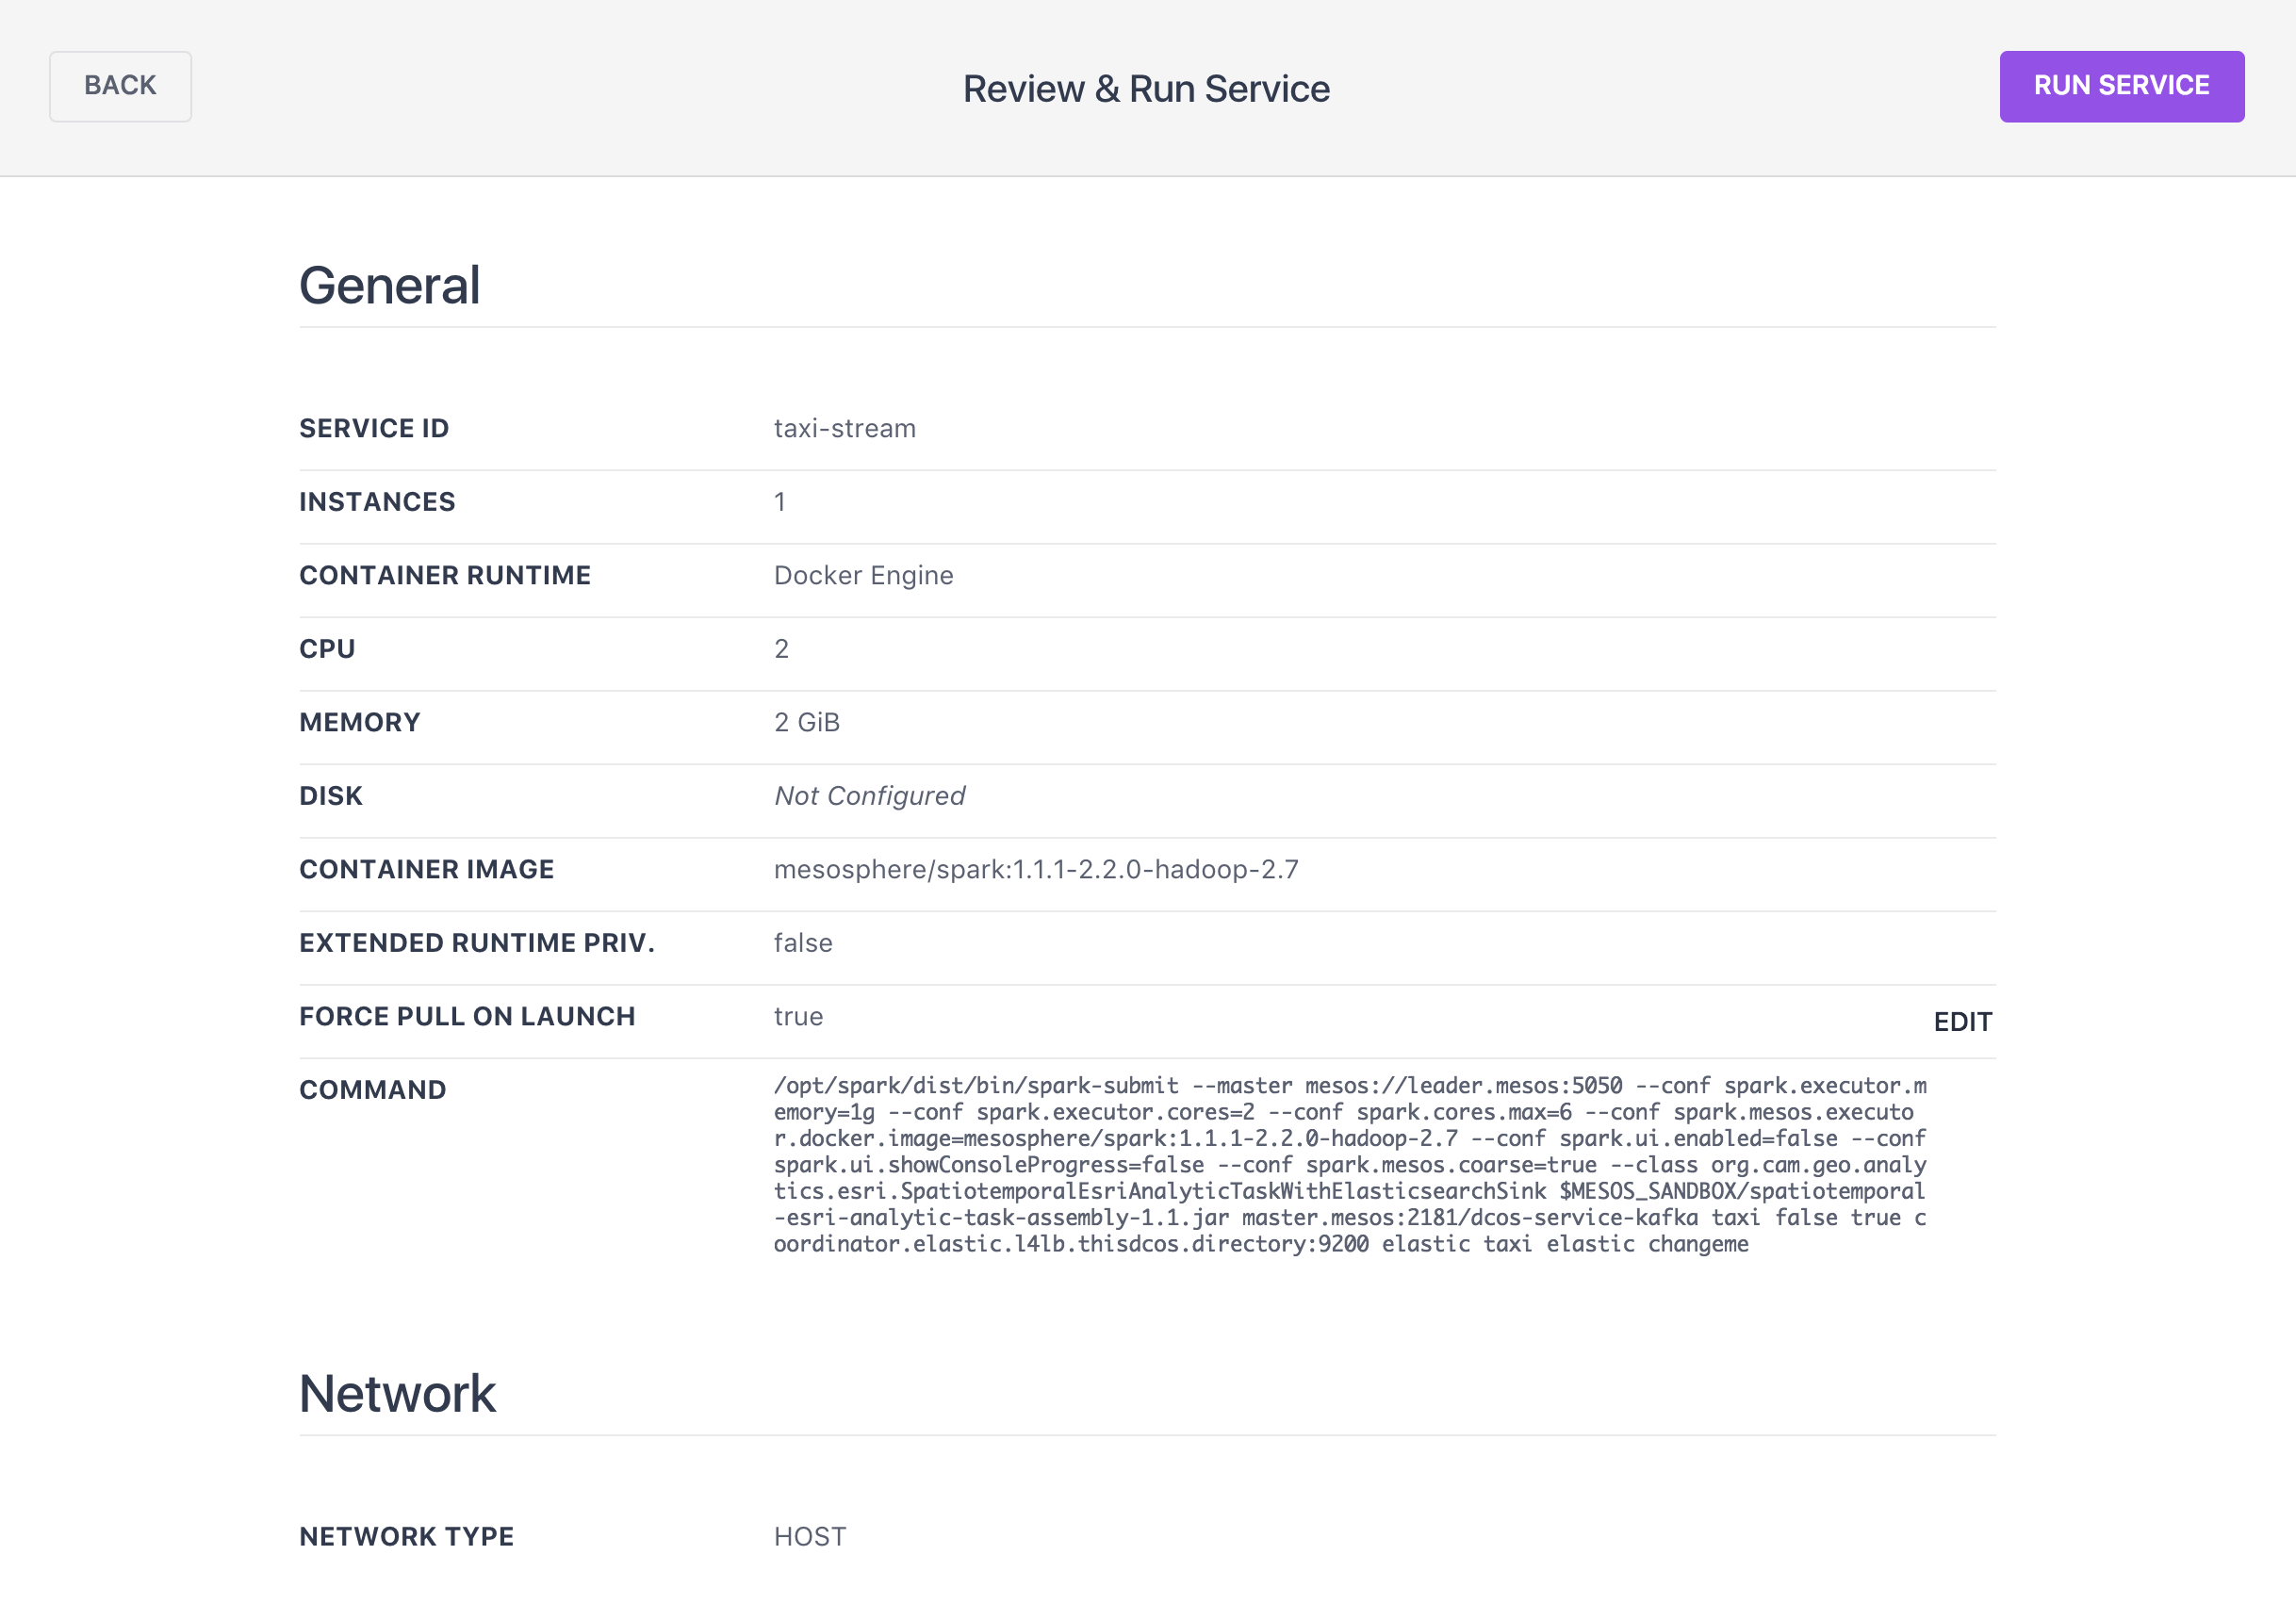 BACK
Review & Run Service
RUN SERVICE
General
SERVICE ID taxi-stream
INSTANCES 1
CONTAINER RUNTIME Docker Engine
CPU 2
MEMORY 2 GiB
DISK Not Configured
CONTAINER IMAGE mesosphere/spark:1.1.1-2.2.0-hadoop-2.7
EXTENDED RUNTIME PRIV. false
FORCE PULL ON LAUNCH true EDIT
COMMAND /opt/spark/dist/bin/spark-submit --master mesos://leader.mesos:5050 --conf spark.executor.m
emory=1g --conf spark.executor.cores=2 --conf spark.cores.max=6 --conf spark.mesos.executo
r.docker.image=mesosphere/spark:1.1.1-2.2.0-hadoop-2.7 --conf spark.ui.enabled=false --conf
spark.ui.showConsoleProgress=false --conf spark.mesos.coarse=true --class org.cam.geo.analy
tics.esri.SpatiotemporalEsriAnalyticTaskWithElasticsearchSink $MESOS_SANDBOX/spatiotemporal
-esri-analytic-task-assembly-1.1.jar master.mesos:2181/dcos-service-kafka taxi false true c
oordinator.elastic.l4lb.thisdcos.directory:9200 elastic taxi elastic changeme
Network
NETWORK TYPE HOST